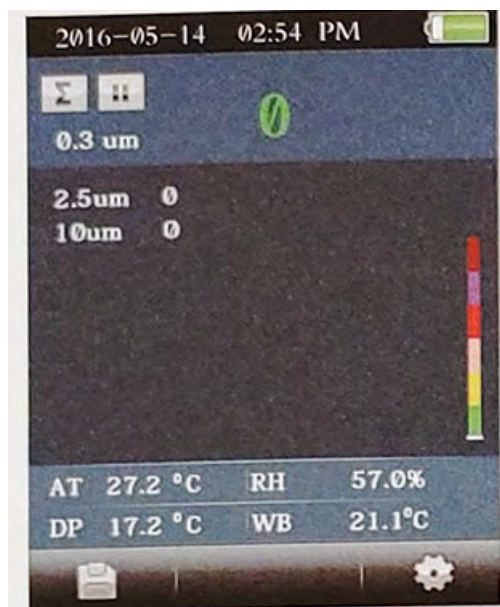 2016-05-14 02:54 PM
Σ
0.3 um 0
2.5um 0
10um 0
AT 27.2 °C RH 57.0%
DP 17.2 °C WB 21.1°C